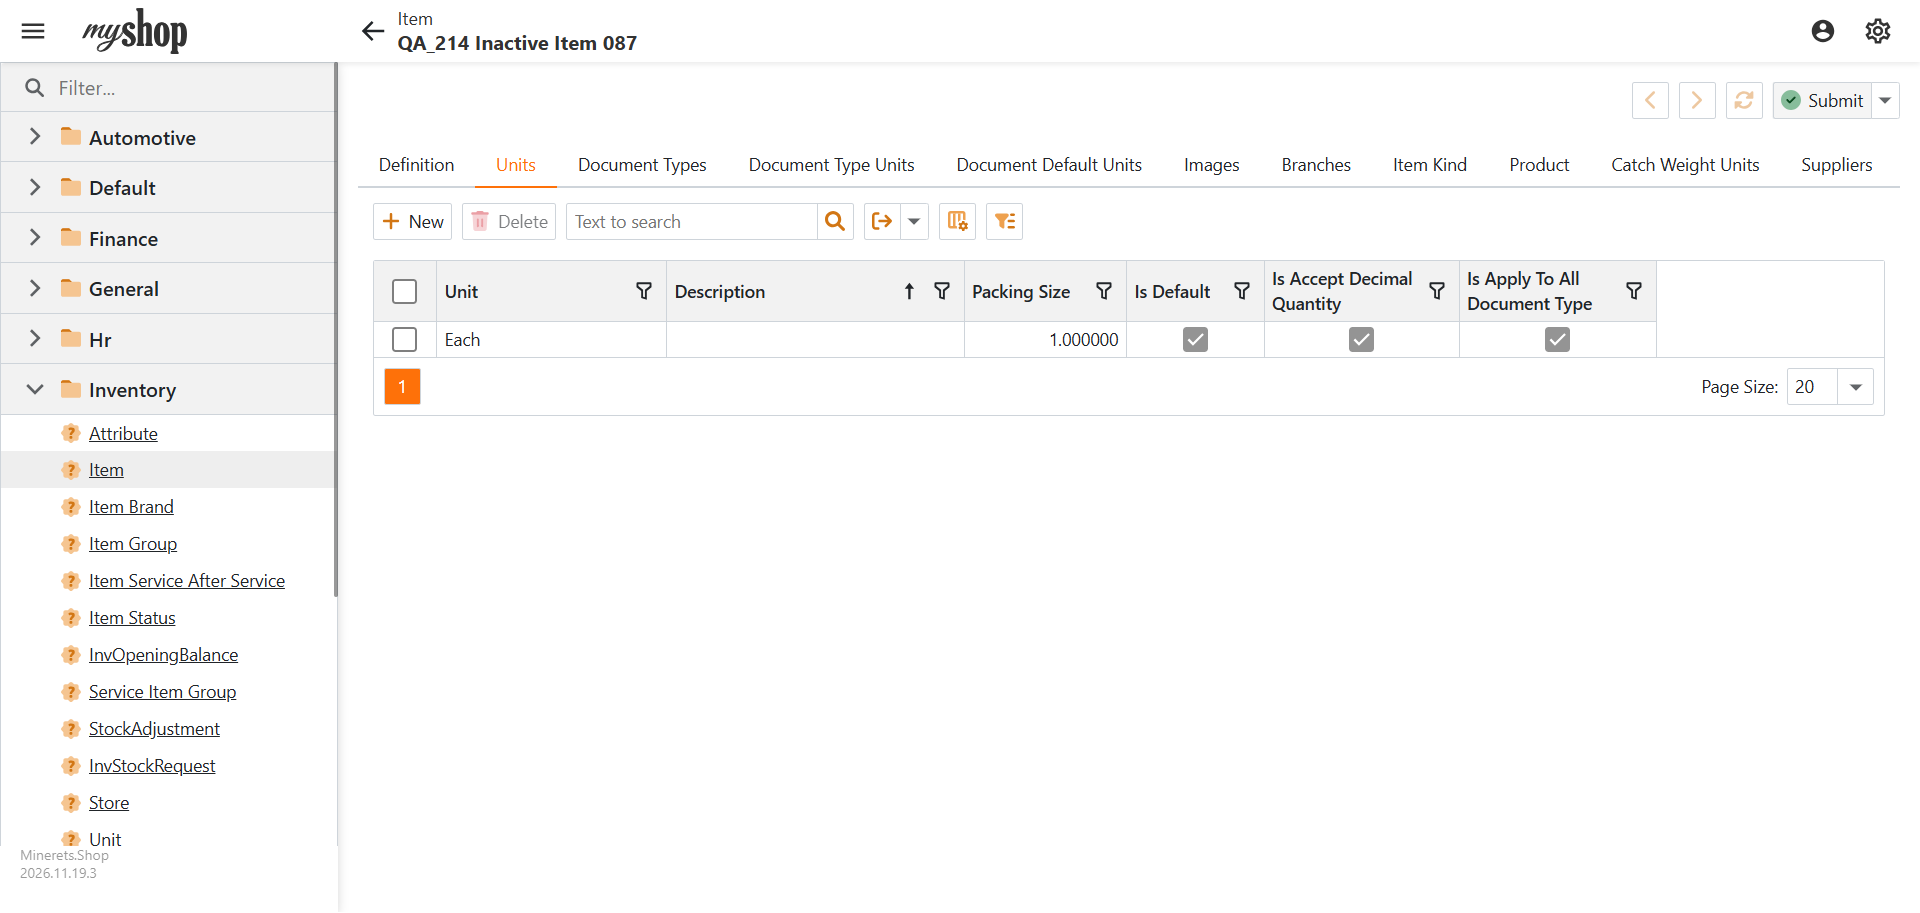 myshop
Item
QA_214 Inactive Item 087
Filter...
Automotive
Default
Finance
General
Hr
Inventory
Attribute
Item
Item Brand
Item Group
Item Service After Service
Item Status
InvOpeningBalance
Service Item Group
StockAdjustment
InvStockRequest
Store
Unit
Minerets.Shop
2026.11.19.3
Submit
Definition
Units
Document Types
Document Type Units
Document Default Units
Images
Branches
Item Kind
Product
Catch Weight Units
Suppliers
New
Delete
Text to search
Unit
Description
Packing Size
Is Default
Is Accept Decimal
Quantity
Is Apply To All
Document Type
Each
1.000000
1
Page Size:
20